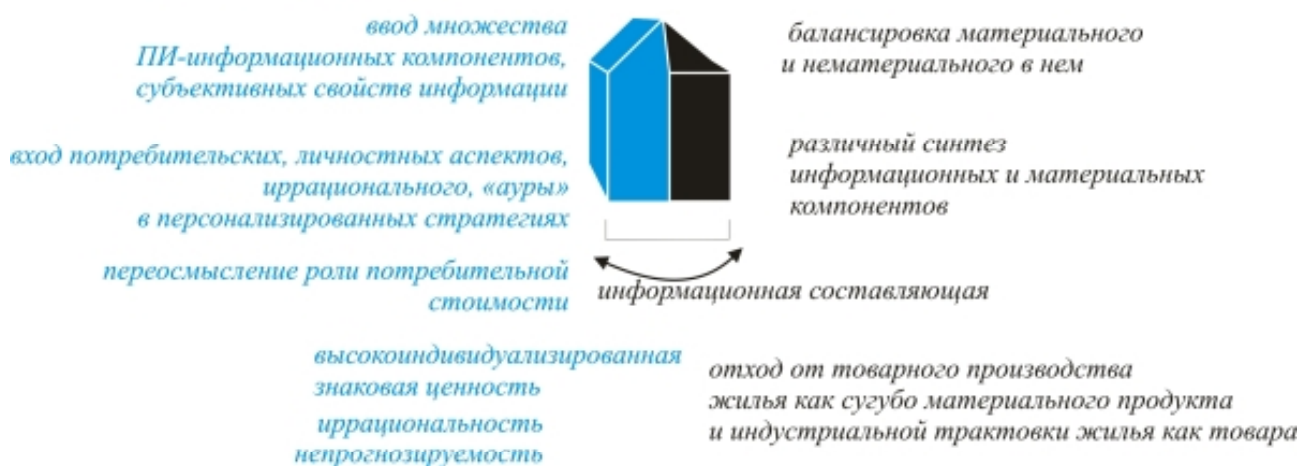 ввод множества
ПИ-информационных компонентов,
субъективных свойств информации
балансировка материального
и нематериального в нем
вход потребительских, личностных аспектов,
иррационального, «ауры»
в персонализированных стратегиях
различный синтез
информационных и материальных
компонентов
переосмысление роли потребительной
стоимости
информационная составляющая
высокоиндивидуализированная
знаковая ценность
иррациональность
непрогнозируемость
отход от товарного производства
жилья как сугубо материального продукта
и индустриальной трактовки жилья как товара